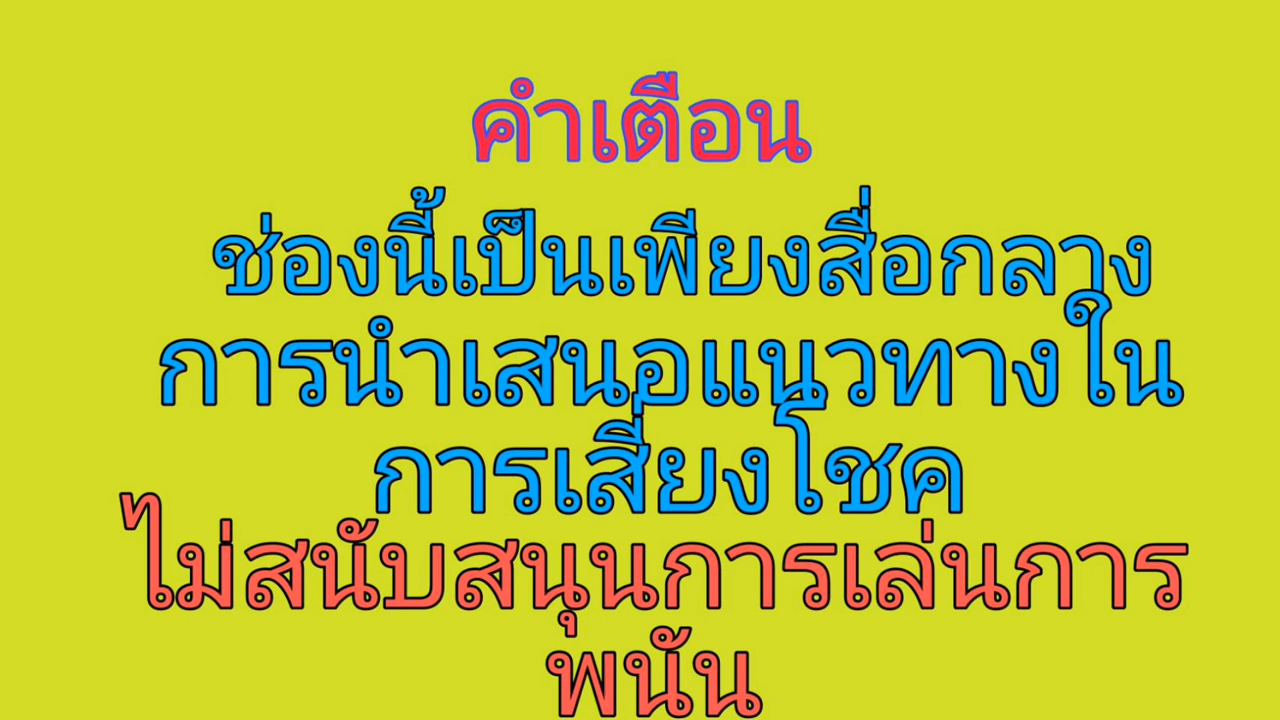 คำเตือน
ช่องนี้เป็นเพียงสื่อกลาง
การนำเสนอแนวทางใน
การเสี่ยงโชค
ไม่สนับสนุนการเล่นการ
พนัน